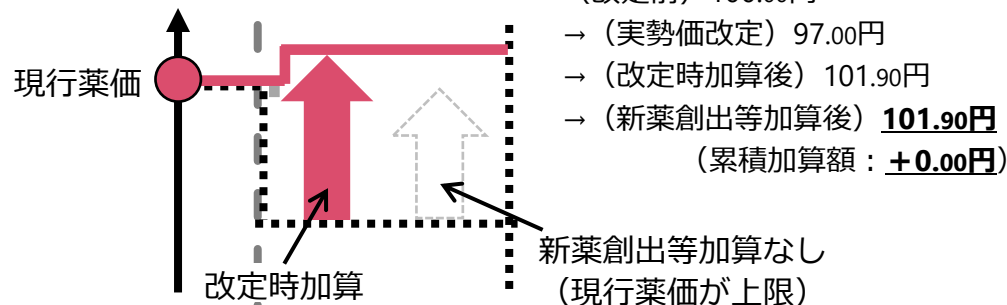 →（実勢価改定）97.00円
現行薬価
→（改定時加算後）101.90円
→（新薬創出等加算後）101.90円
（累積加算額：＋0.00円）
新薬創出等加算なし
（現行薬価が上限）
改定時加算